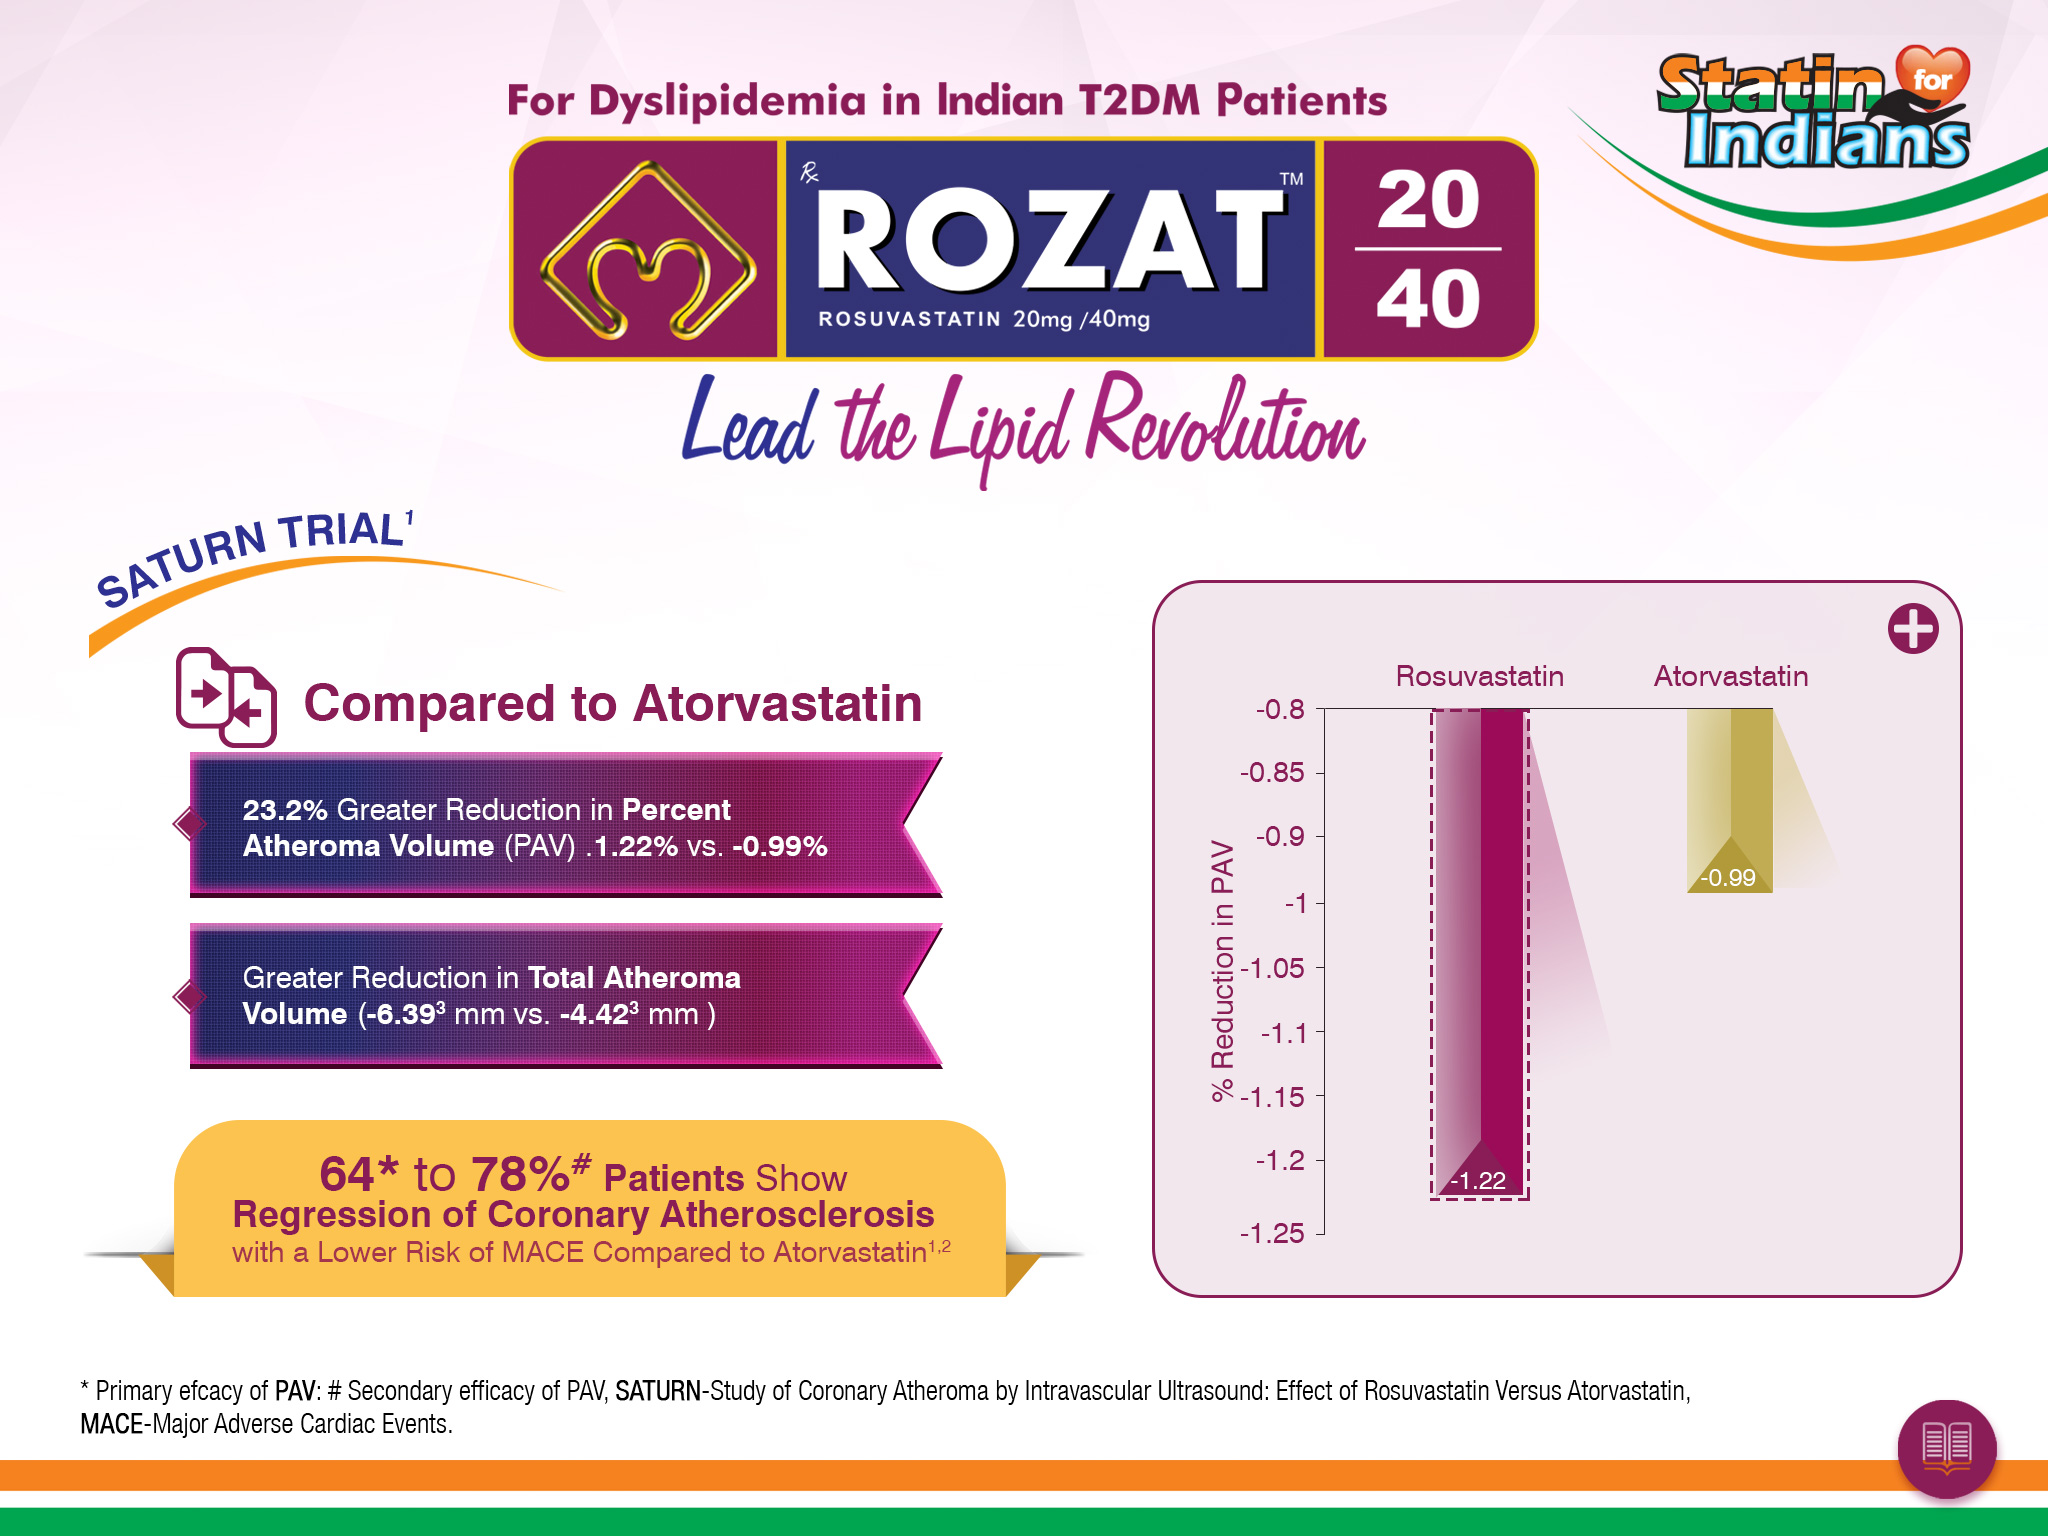 For Dyslipidemia in Indian T2DM Patients
Statin for
Indians
Rx
ROZAT™
ROSUVASTATIN 20mg /40mg
20
40
Lead the Lipid Revolution
SATURN TRIAL¹
Compared to Atorvastatin
23.2% Greater Reduction in Percent
Atheroma Volume (PAV) .1.22% vs. -0.99%
Greater Reduction in Total Atheroma
Volume (-6.39³ mm vs. -4.42³ mm )
64* to 78%# Patients Show
Regression of Coronary Atherosclerosis
with a Lower Risk of MACE Compared to Atorvastatin¹,²
Rosuvastatin Atorvastatin
% Reduction in PAV
-0.8
-0.85
-0.9
-1
-1.05
-1.1
-1.15
-1.2
-1.25
-1.22
-0.99
* Primary efcacy of PAV: # Secondary efficacy of PAV, SATURN-Study of Coronary Atheroma by Intravascular Ultrasound: Effect of Rosuvastatin Versus Atorvastatin,
MACE-Major Adverse Cardiac Events.